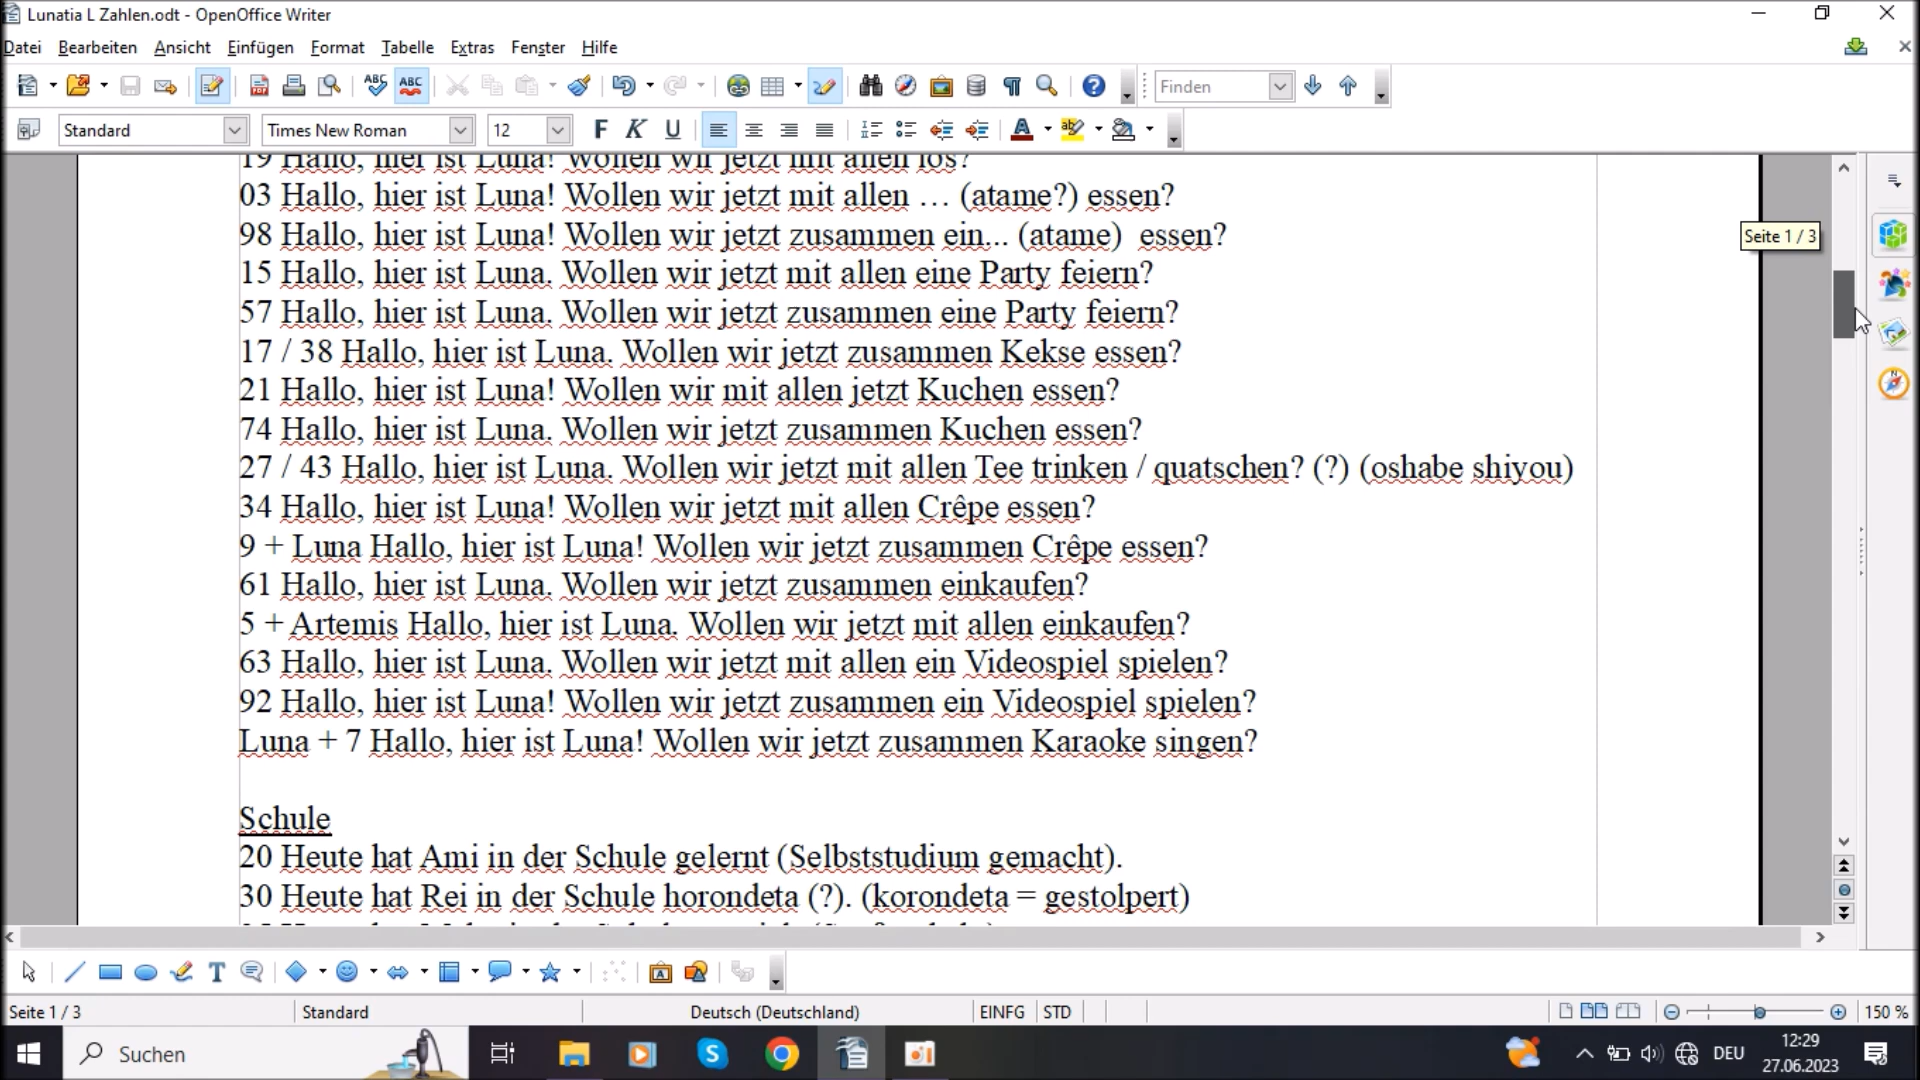 Lunatia L Zahlen.odt - OpenOffice Writer
Datei Bearbeiten Ansicht Einfügen Format Tabelle Extras Fenster Hilfe
Finden
Standard Times New Roman 12 F K U
19 Hallo, hier ist Luna! Wollen wir jetzt mit allen los?
03 Hallo, hier ist Luna! Wollen wir jetzt mit allen … (atame?) essen?
98 Hallo, hier ist Luna! Wollen wir jetzt zusammen ein... (atame)  essen?
Seite 1 / 3
15 Hallo, hier ist Luna. Wollen wir jetzt mit allen eine Party feiern?
57 Hallo, hier ist Luna. Wollen wir jetzt zusammen eine Party feiern?
17 / 38 Hallo, hier ist Luna. Wollen wir jetzt zusammen Kekse essen?
21 Hallo, hier ist Luna! Wollen wir mit allen jetzt Kuchen essen?
74 Hallo, hier ist Luna. Wollen wir jetzt zusammen Kuchen essen?
27 / 43 Hallo, hier ist Luna. Wollen wir jetzt mit allen Tee trinken / quatschen? (?) (oshabe shiyou)
34 Hallo, hier ist Luna! Wollen wir jetzt mit allen Crêpe essen?
9 + Luna Hallo, hier ist Luna! Wollen wir jetzt zusammen Crêpe essen?
61 Hallo, hier ist Luna. Wollen wir jetzt zusammen einkaufen?
5 + Artemis Hallo, hier ist Luna. Wollen wir jetzt mit allen einkaufen?
63 Hallo, hier ist Luna. Wollen wir jetzt mit allen ein Videospiel spielen?
92 Hallo, hier ist Luna! Wollen wir jetzt zusammen ein Videospiel spielen?
Luna + 7 Hallo, hier ist Luna! Wollen wir jetzt zusammen Karaoke singen?
Schule
20 Heute hat Ami in der Schule gelernt (Selbststudium gemacht).
30 Heute hat Rei in der Schule horondeta (?). (korondeta = gestolpert)
Seite 1 / 3 Standard Deutsch (Deutschland) EINFG STD 150 %
Suchen
DEU
12:29
27.06.2023